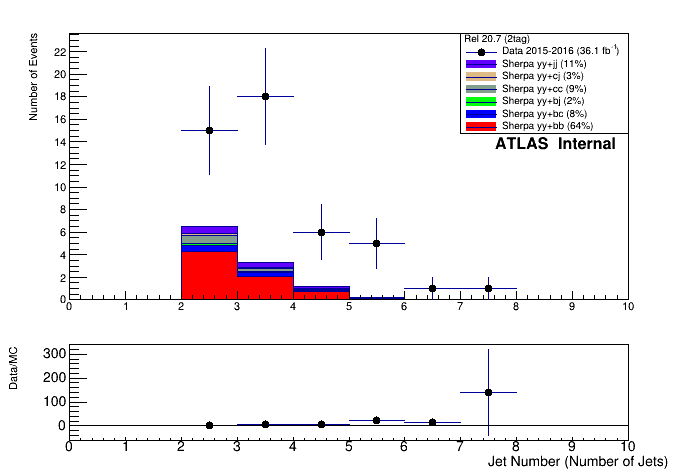 Number of Events
22
20
18
16
14
12
10
8
6
4
2
0
Rel 20.7 (2tag)
Data 2015-2016 (36.1 fb⁻¹)
Sherpa yy+jj (11%)
Sherpa yy+cj (3%)
Sherpa yy+cc (9%)
Sherpa yy+bj (2%)
Sherpa yy+bc (8%)
Sherpa yy+bb (64%)
ATLAS Internal
0 1 2 3 4 5 6 7 8 9 10
Data/MC
300
200
100
0
0 1 2 3 4 5 6 7 8 9 10
Jet Number (Number of Jets)